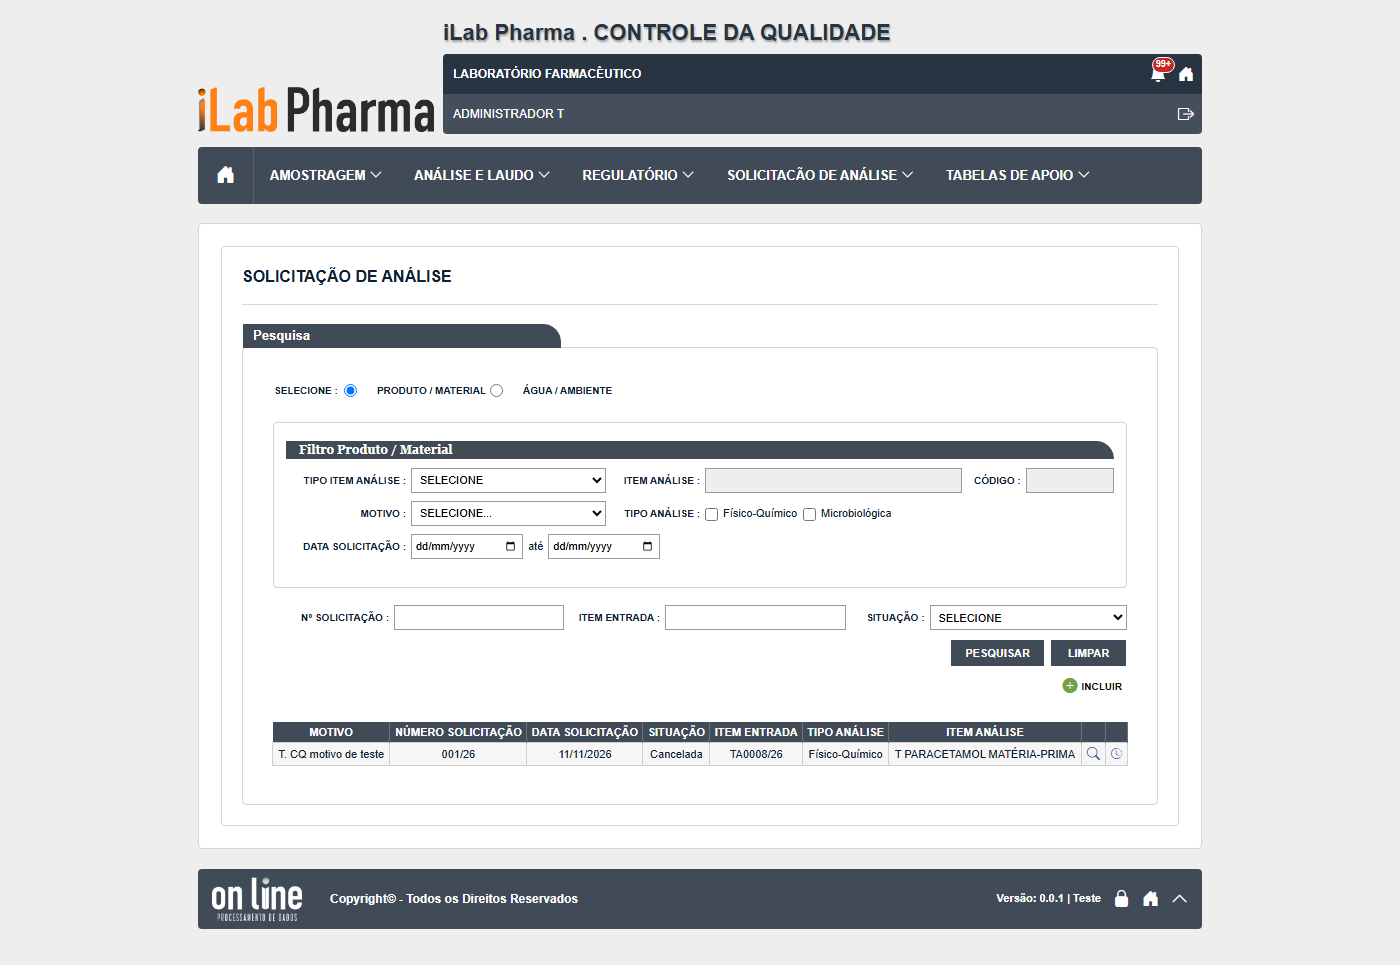 iLab Pharma . CONTROLE DA QUALIDADE
iLab Pharma
LABORATÓRIO FARMACÊUTICO
99+
ADMINISTRADOR T
AMOSTRAGEM
ANÁLISE E LAUDO
REGULATÓRIO
SOLICITACÃO DE ANÁLISE
TABELAS DE APOIO
SOLICITAÇÃO DE ANÁLISE
Pesquisa
SELECIONE : PRODUTO / MATERIAL ÁGUA / AMBIENTE
Filtro Produto / Material
TIPO ITEM ANÁLISE : SELECIONE ITEM ANÁLISE : CÓDIGO :
MOTIVO : SELECIONE... TIPO ANÁLISE : Físico-Químico Microbiológica
DATA SOLICITAÇÃO : dd/mm/yyyy até dd/mm/yyyy
Nº SOLICITAÇÃO : ITEM ENTRADA : SITUAÇÃO : SELECIONE
PESQUISAR LIMPAR
INCLUIR
MOTIVO NÚMERO SOLICITAÇÃO DATA SOLICITAÇÃO SITUAÇÃO ITEM ENTRADA TIPO ANÁLISE ITEM ANÁLISE
T. CQ motivo de teste 001/26 11/11/2026 Cancelada TA0008/26 Físico-Químico T PARACETAMOL MATÉRIA-PRIMA
on line
PROCESSAMENTO DE DADOS
Copyright© - Todos os Direitos Reservados
Versão: 0.0.1 | Teste